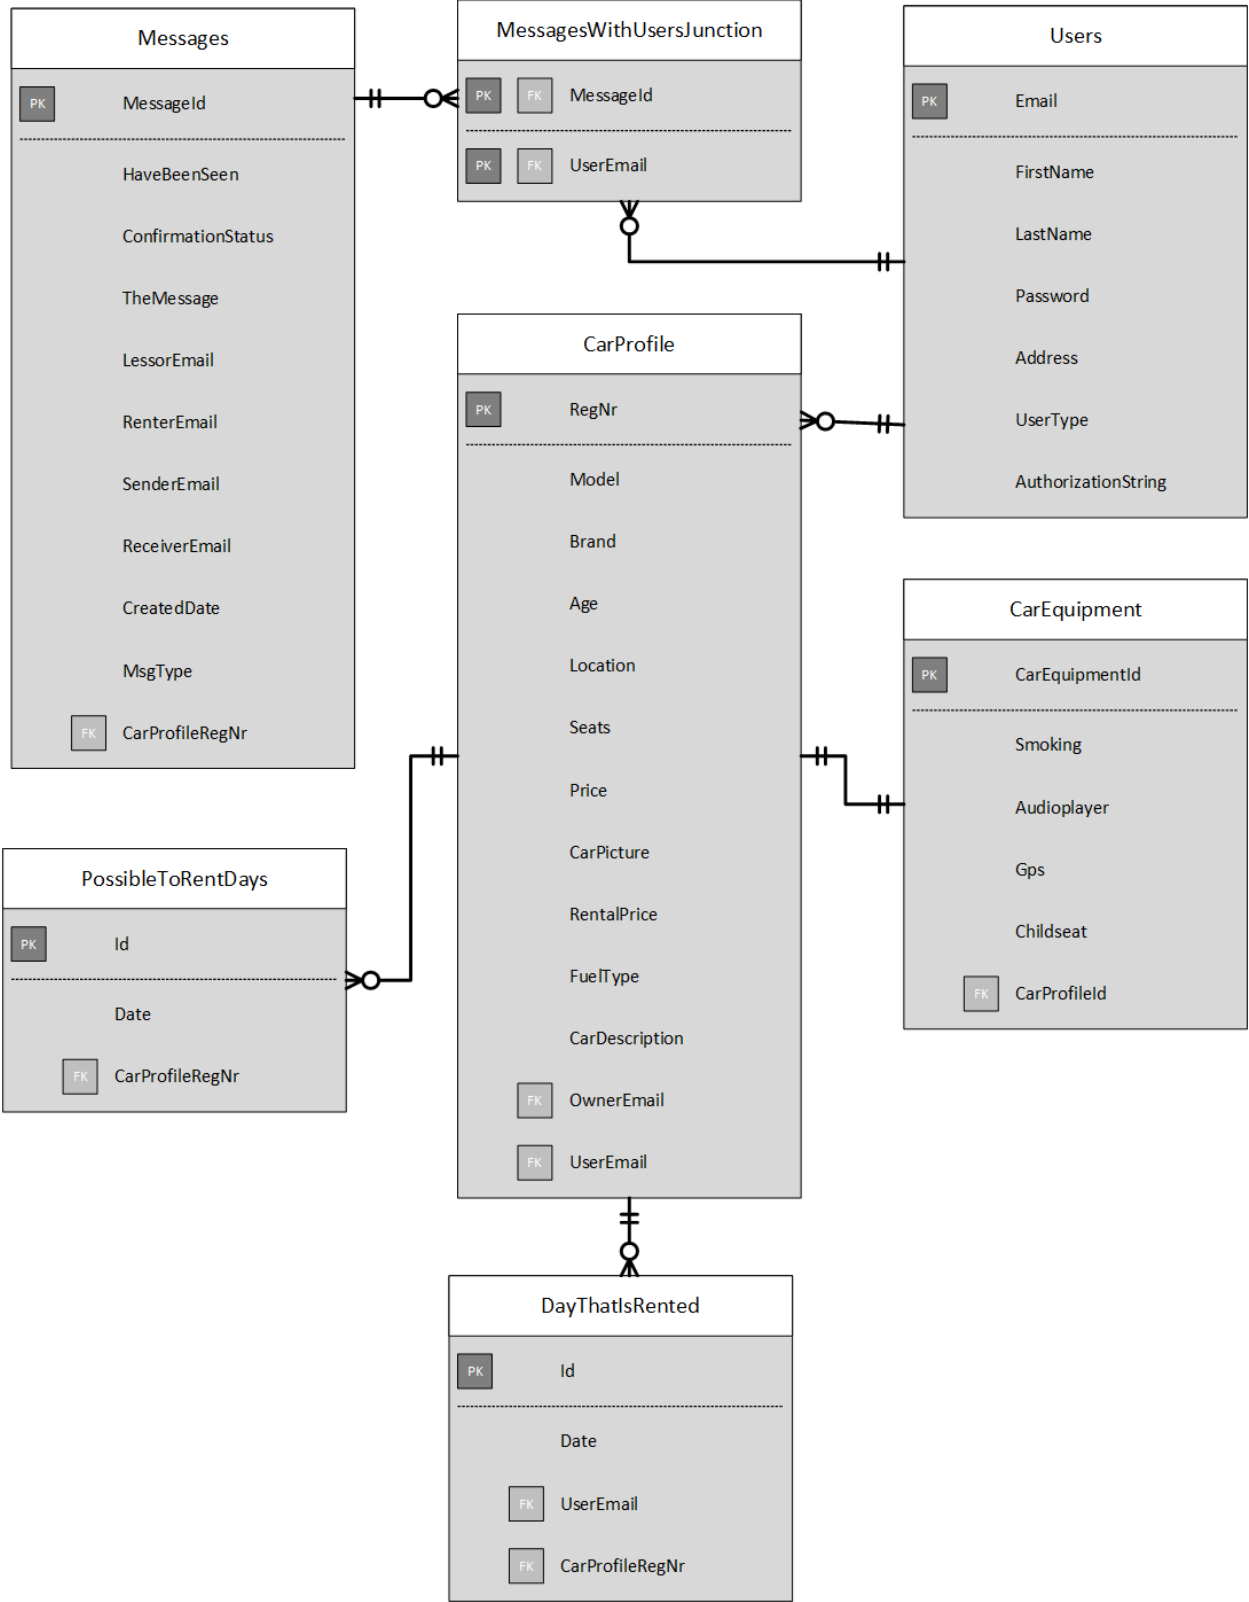 Messages
PK MessageId
HaveBeenSeen
ConfirmationStatus
TheMessage
LessorEmail
RenterEmail
SenderEmail
ReceiverEmail
CreatedDate
MsgType
FK CarProfileRegNr
MessagesWithUsersJunction
PK FK MessageId
PK FK UserEmail
Users
PK Email
FirstName
LastName
Password
Address
UserType
AuthorizationString
CarProfile
PK RegNr
Model
Brand
Age
Location
Seats
Price
CarPicture
RentalPrice
FuelType
CarDescription
FK OwnerEmail
FK UserEmail
CarEquipment
PK CarEquipmentId
Smoking
Audioplayer
Gps
Childseat
FK CarProfileId
PossibleToRentDays
PK Id
Date
FK CarProfileRegNr
DayThatIsRented
PK Id
Date
FK UserEmail
FK CarProfileRegNr